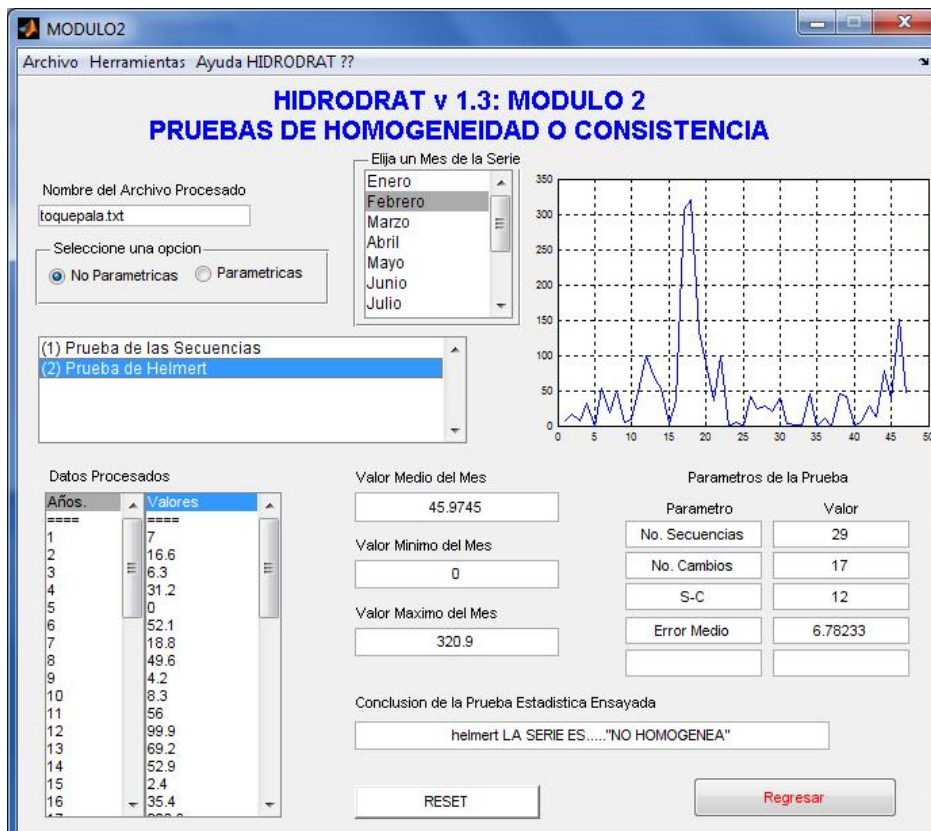 MODULO2
Archivo Herramientas Ayuda HIDRODRAT ??
HIDRODRAT v 1.3: MODULO 2
PRUEBAS DE HOMOGENEIDAD O CONSISTENCIA
Nombre del Archivo Procesado
toquepala.txt
Seleccione una opcion
No Parametricas Parametricas
Elija un Mes de la Serie
Enero
Febrero
Marzo
Abril
Mayo
Junio
Julio
350
300
250
200
150
100
50
0
0 5 10 15 20 25 30 35 40 45 50
(1) Prueba de las Secuencias
(2) Prueba de Helmert
Datos Procesados
Años. Valores
==== ====
1 7
2 16.6
3 6.3
4 31.2
5 0
6 52.1
7 18.8
8 49.6
9 4.2
10 8.3
11 56
12 99.9
13 69.2
14 52.9
15 2.4
16 35.4
Valor Medio del Mes
45.9745
Valor Minimo del Mes
0
Valor Maximo del Mes
320.9
Parametros de la Prueba
Parametro Valor
No. Secuencias 29
No. Cambios 17
S-C 12
Error Medio 6.78233
Conclusion de la Prueba Estadistica Ensayada
helmert LA SERIE ES....."NO HOMOGENEA"
RESET
Regresar